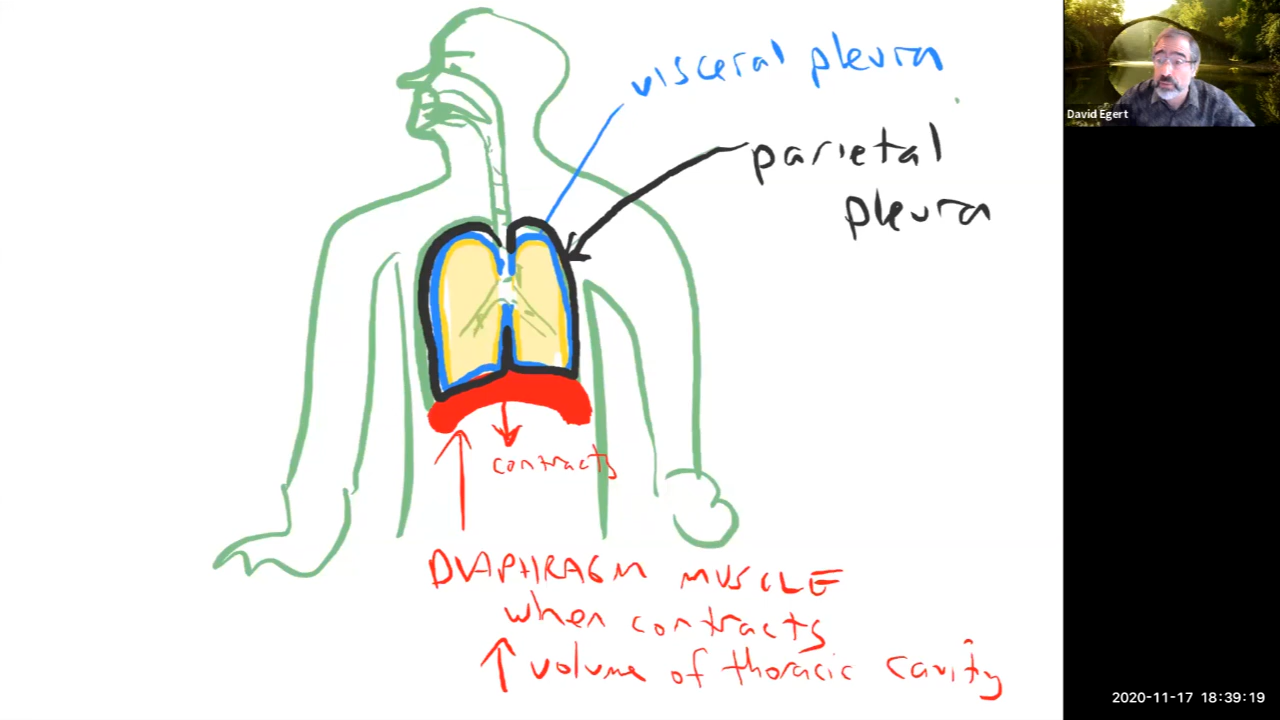 visceral pleura
David Egert
parietal
pleura
contracts
DIAPHRAGM MUSCLE
when contracts
↑ volume of thoracic cavity
2020-11-17 18:39:19